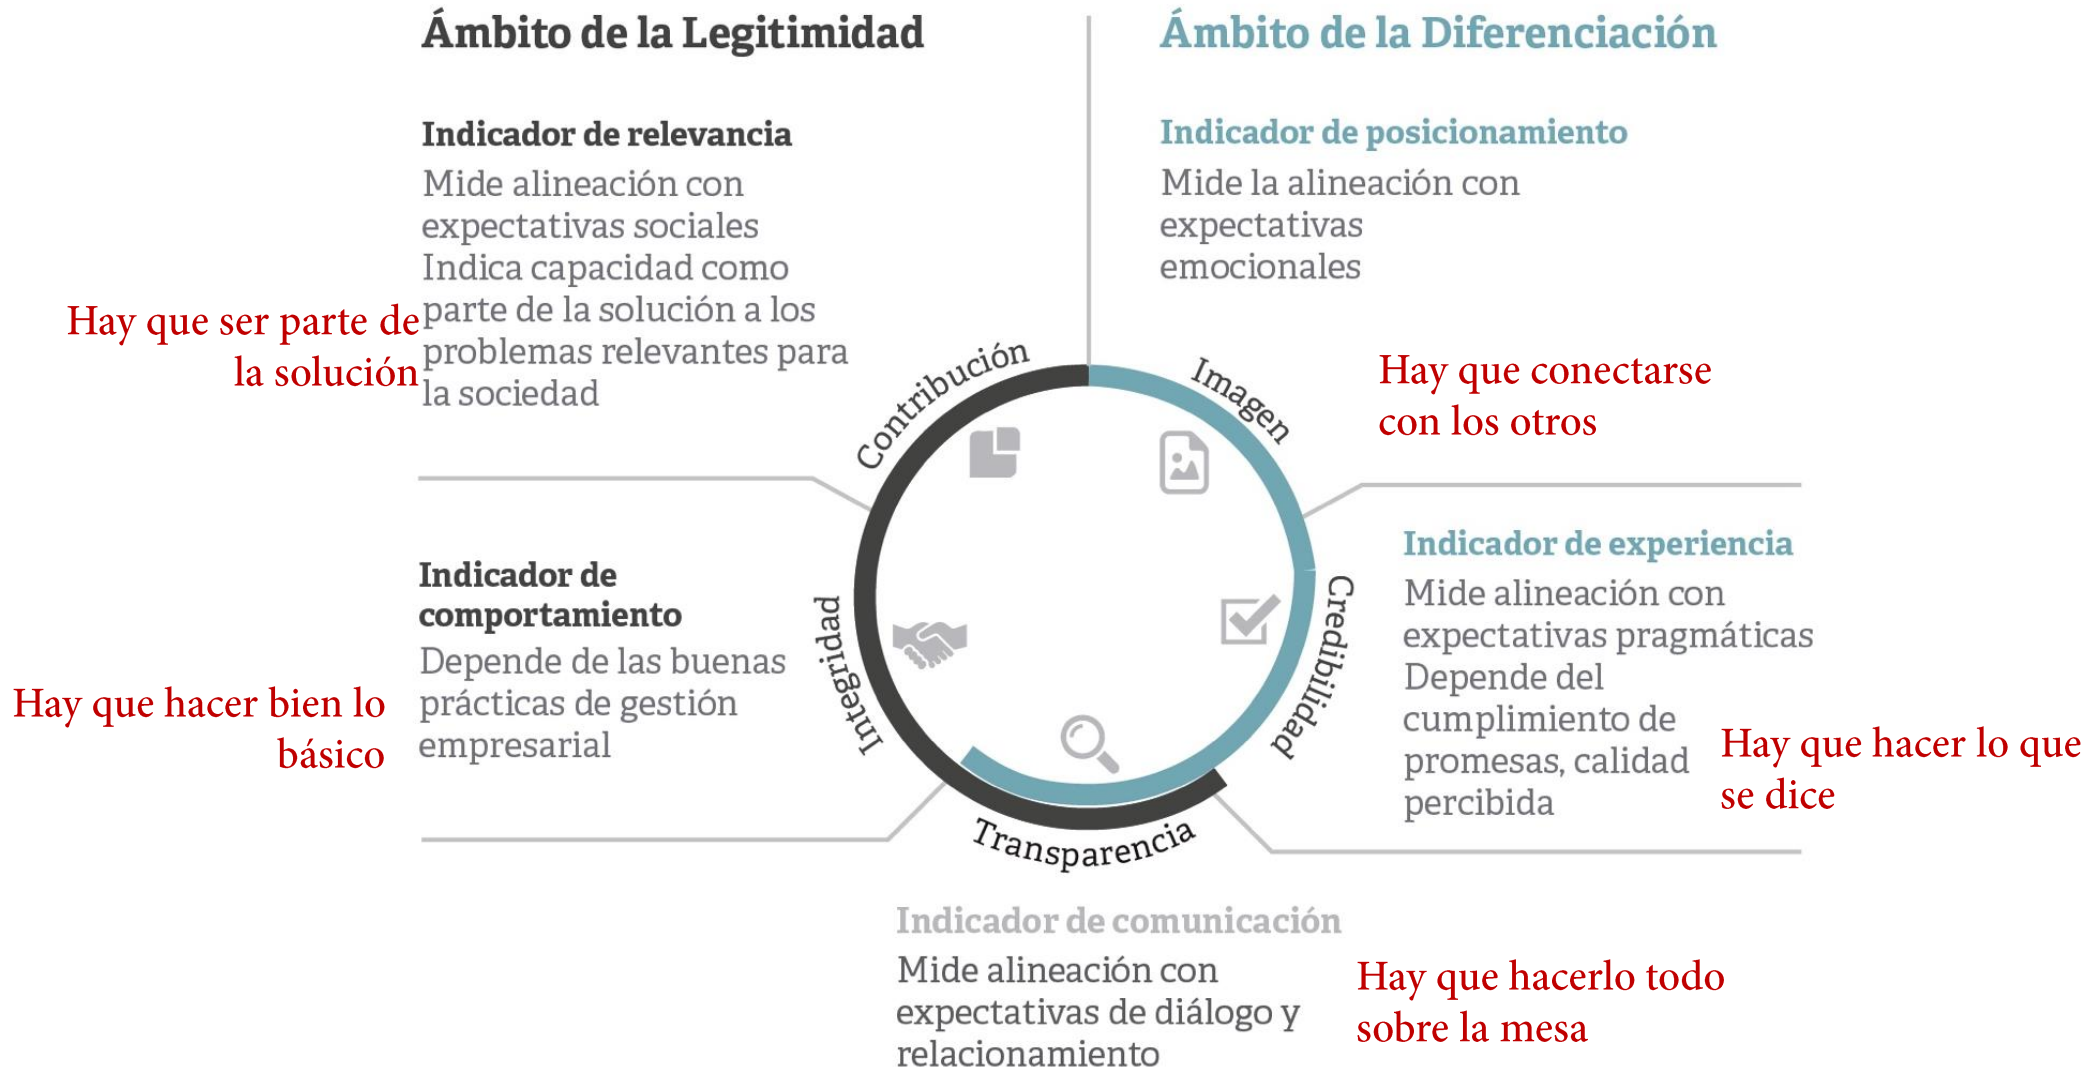 Ámbito de la Legitimidad
Indicador de relevancia
Mide alineación con
expectativas sociales
Indica capacidad como
parte de la solución a los
problemas relevantes para
la sociedad
Hay que ser parte de
la solución
Contribución
Ámbito de la Diferenciación
Indicador de posicionamiento
Mide la alineación con
expectativas
emocionales
Imagen
Hay que conectarse
con los otros
Indicador de
comportamiento
Depende de las buenas
prácticas de gestión
empresarial
Hay que hacer bien lo
básico
Integridad
Credibilidad
Indicador de experiencia
Mide alineación con
expectativas pragmáticas
Depende del
cumplimiento de
promesas, calidad
percibida
Hay que hacer lo que
se dice
Transparencia
Indicador de comunicación
Mide alineación con
expectativas de diálogo y
relacionamiento
Hay que hacerlo todo
sobre la mesa